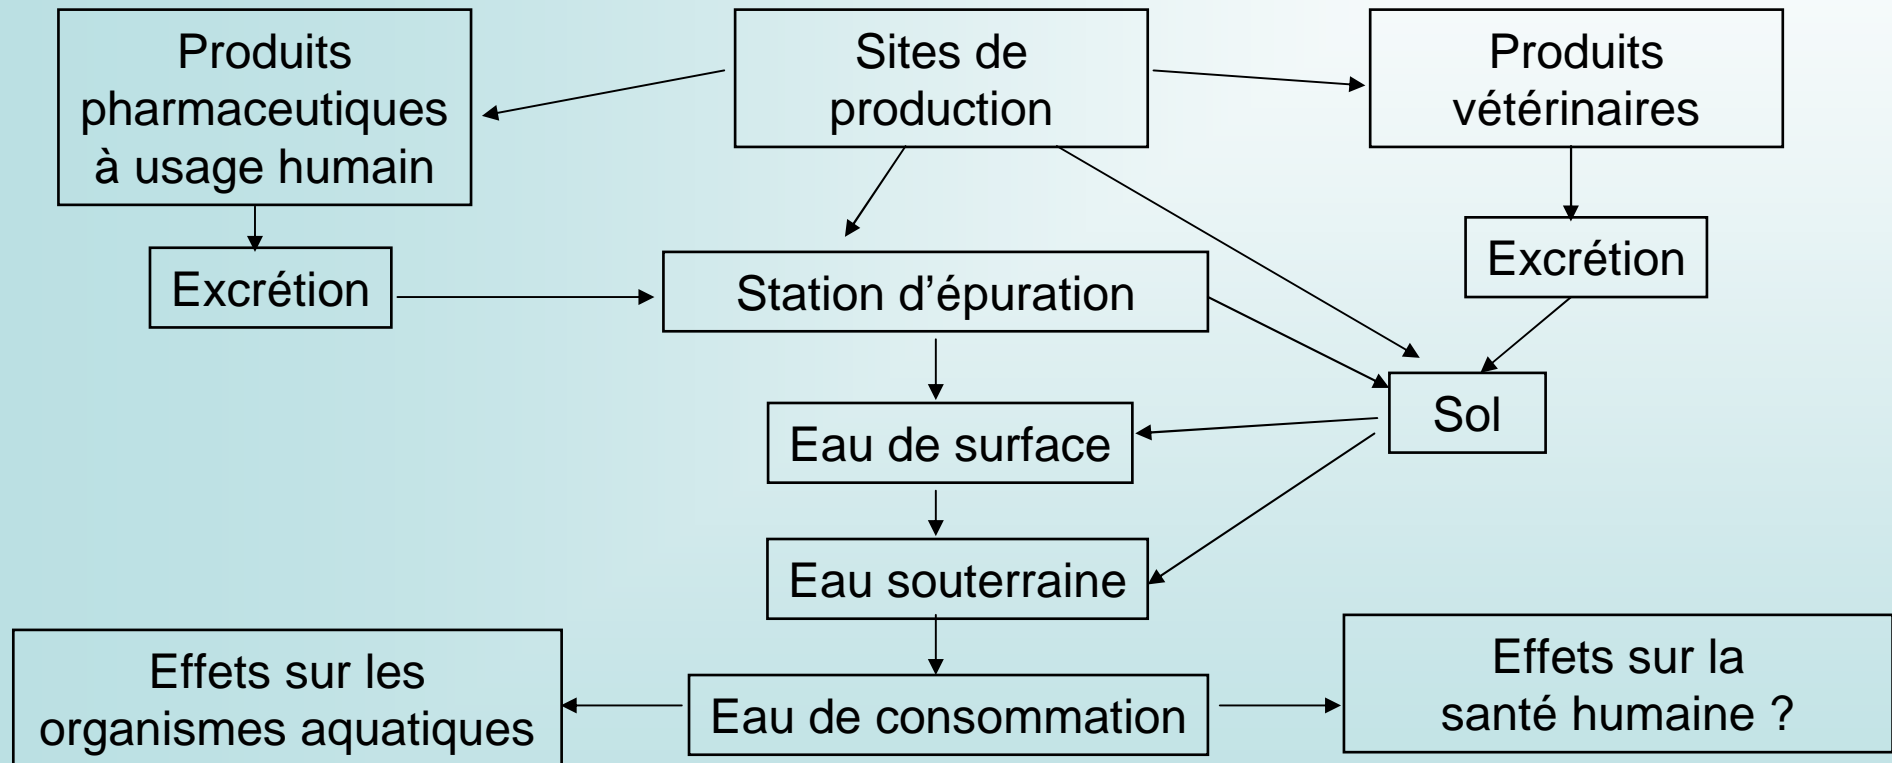 Produits
pharmaceutiques
à usage humain
Sites de
production
Produits
vétérinaires
Excrétion
Station d’épuration
Excrétion
Sol
Eau de surface
Eau souterraine
Effets sur les
organismes aquatiques
Eau de consommation
Effets sur la
santé humaine ?